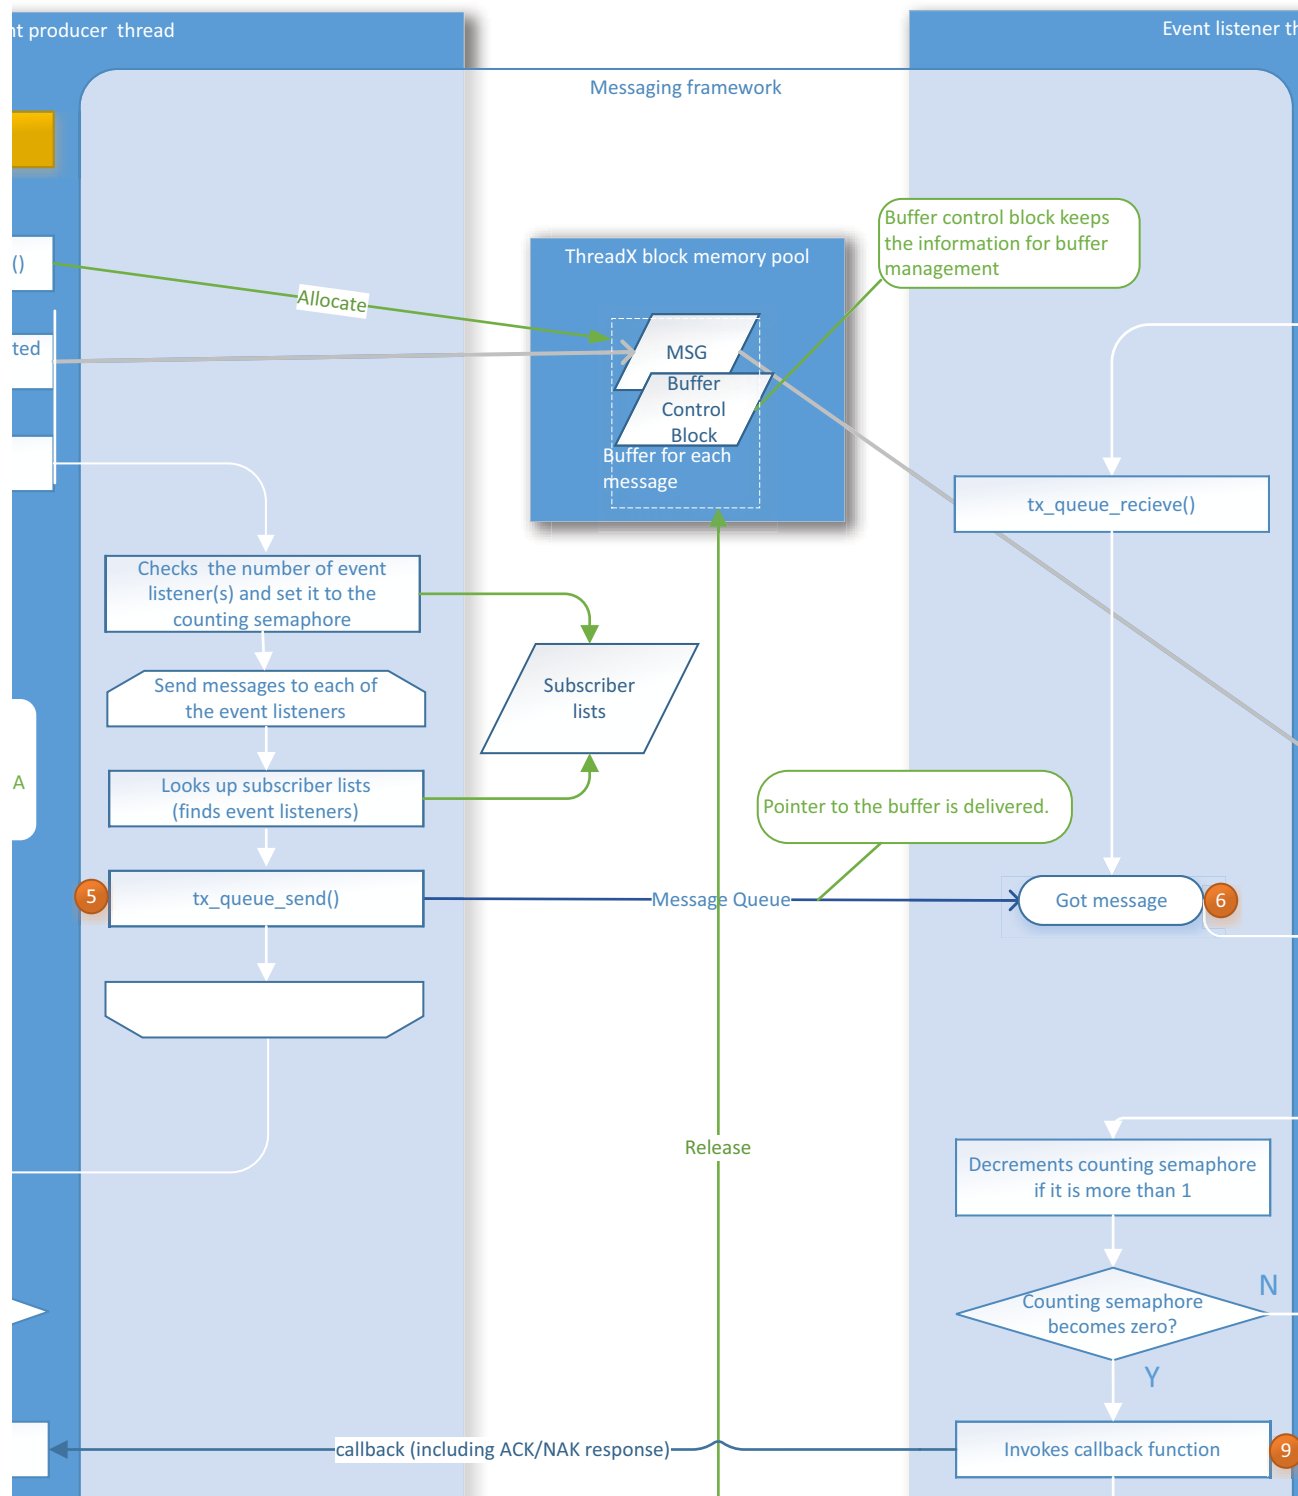 producer thread
Event listener
Messaging framework
Buffer control block keeps
the information for buffer
management
ThreadX block memory pool
()
Allocate
MSG
Buffer
Control
Block
Buffer for each
message
tx_queue_recieve()
Checks the number of event
listener(s) and set it to the
counting semaphore
Send messages to each of
the event listeners
Subscriber
lists
A
Looks up subscriber lists
(finds event listeners)
Pointer to the buffer is delivered.
5
tx_queue_send()
Message Queue
Got message
6
Release
Decrements counting semaphore
if it is more than 1
Counting semaphore
becomes zero?
N
Y
callback (including ACK/NAK response)
Invokes callback function
9